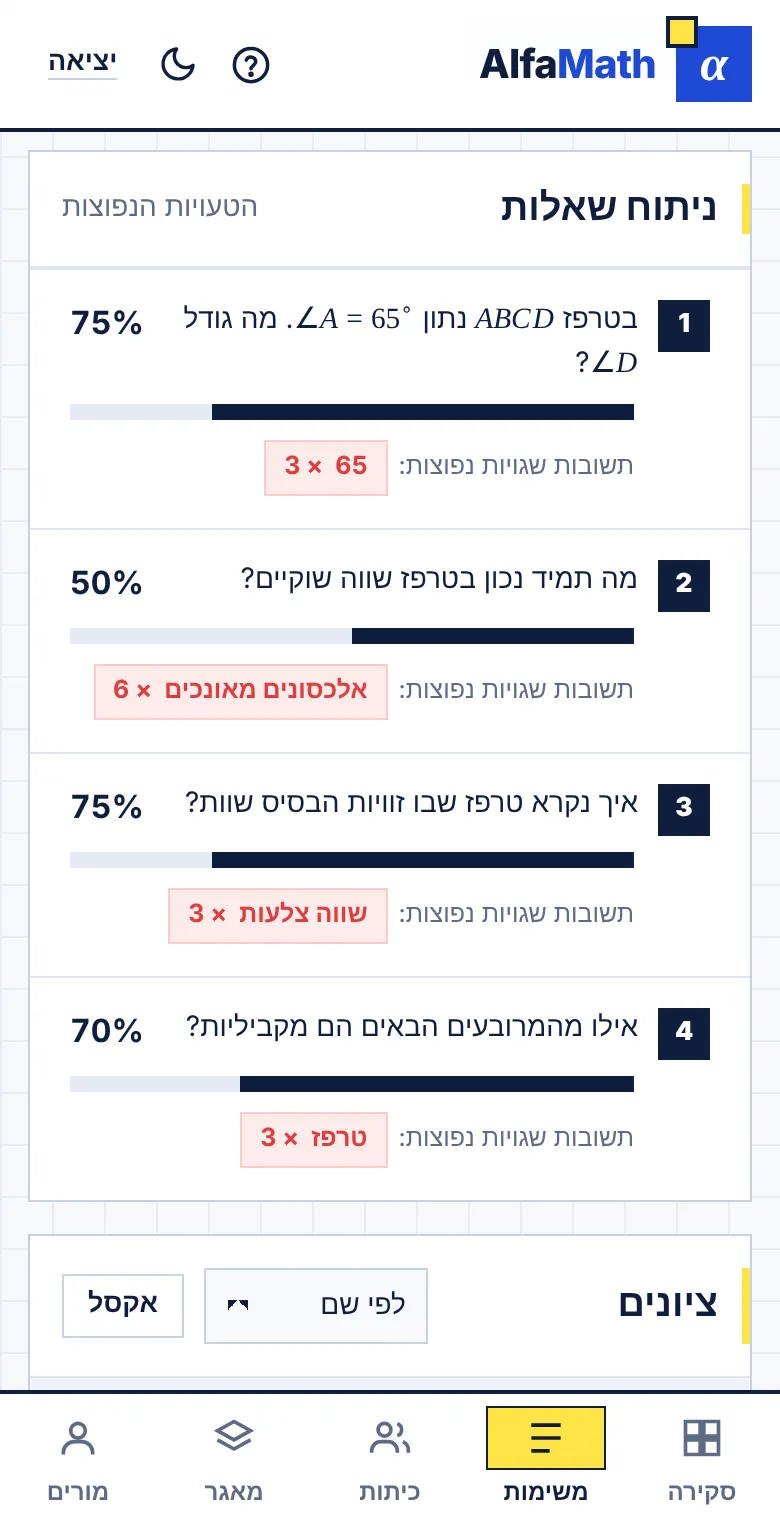 α AlfaMath
יציאה
ניתוח שאלות
הטעויות הנפוצות
1
בטרפז ABCD נתון ∠A = 65°. מה גודל
∠D?
75%
תשובות שגויות נפוצות: 65 × 3
2
מה תמיד נכון בטרפז שווה שוקיים?
50%
תשובות שגויות נפוצות: אלכסונים מאונכים × 6
3
איך נקרא טרפז שבו זוויות הבסיס שוות?
75%
תשובות שגויות נפוצות: שווה צלעות × 3
4
אילו מהמרובעים הבאים הם מקביליות?
70%
תשובות שגויות נפוצות: טרפז × 3
ציונים
לפי שם
אקסל
סקירה
משימות
כיתות
מאגר
מורים